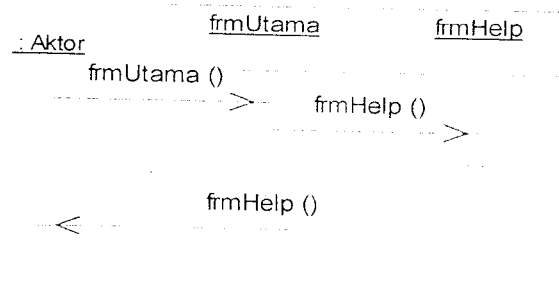 frmUtama
frmHelp
: Aktor
frmUtama ()
frmHelp ()
frmHelp ()